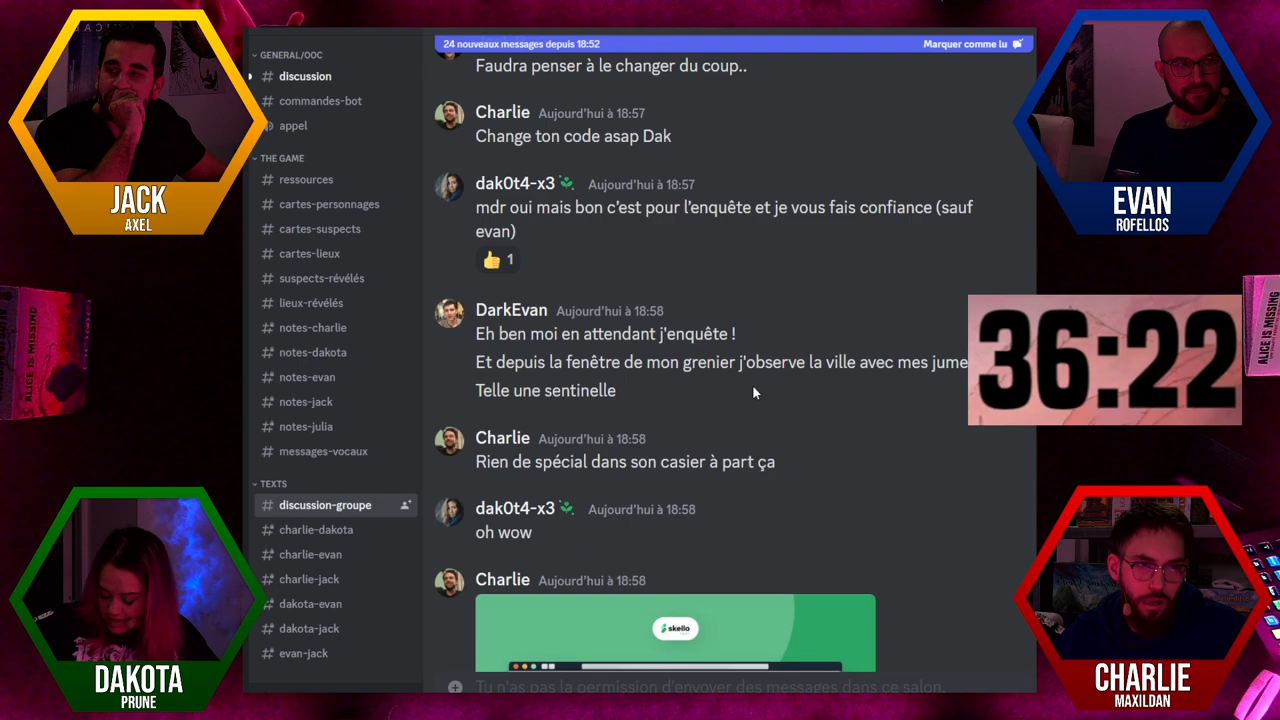 JACK
AXEL
EVAN
ROFELLOS
DAKOTA
PRUNE
CHARLIE
MAXILDAN
36:22
ALICE IS MISSING
GENERAL/OOC
# discussion
commandes-bot
appel
THE GAME
ressources
cartes-personnages
cartes-suspects
cartes-lieux
suspects-révélés
lieux-révélés
notes-charlie
notes-dakota
notes-evan
notes-jack
notes-julia
messages-vocaux
TEXTS
discussion-groupe
charlie-dakota
charlie-evan
charlie-jack
dakota-evan
dakota-jack
evan-jack
24 nouveaux messages depuis 18:52
Marquer comme lu
Faudra penser à le changer du coup..
Charlie Aujourd'hui à 18:57
Change ton code asap Dak
dak0t4-x3 Aujourd'hui à 18:57
mdr oui mais bon c'est pour l'enquête et je vous fais confiance (sauf
evan)
👍 1
DarkEvan Aujourd'hui à 18:58
Eh ben moi en attendant j'enquête !
Et depuis la fenêtre de mon grenier j'observe la ville avec mes jume
Telle une sentinelle
Charlie Aujourd'hui à 18:58
Rien de spécial dans son casier à part ça
dak0t4-x3 Aujourd'hui à 18:58
oh wow
Charlie Aujourd'hui à 18:58
skello
Tu n'as pas la permission d'envoyer des messages dans ce salon.